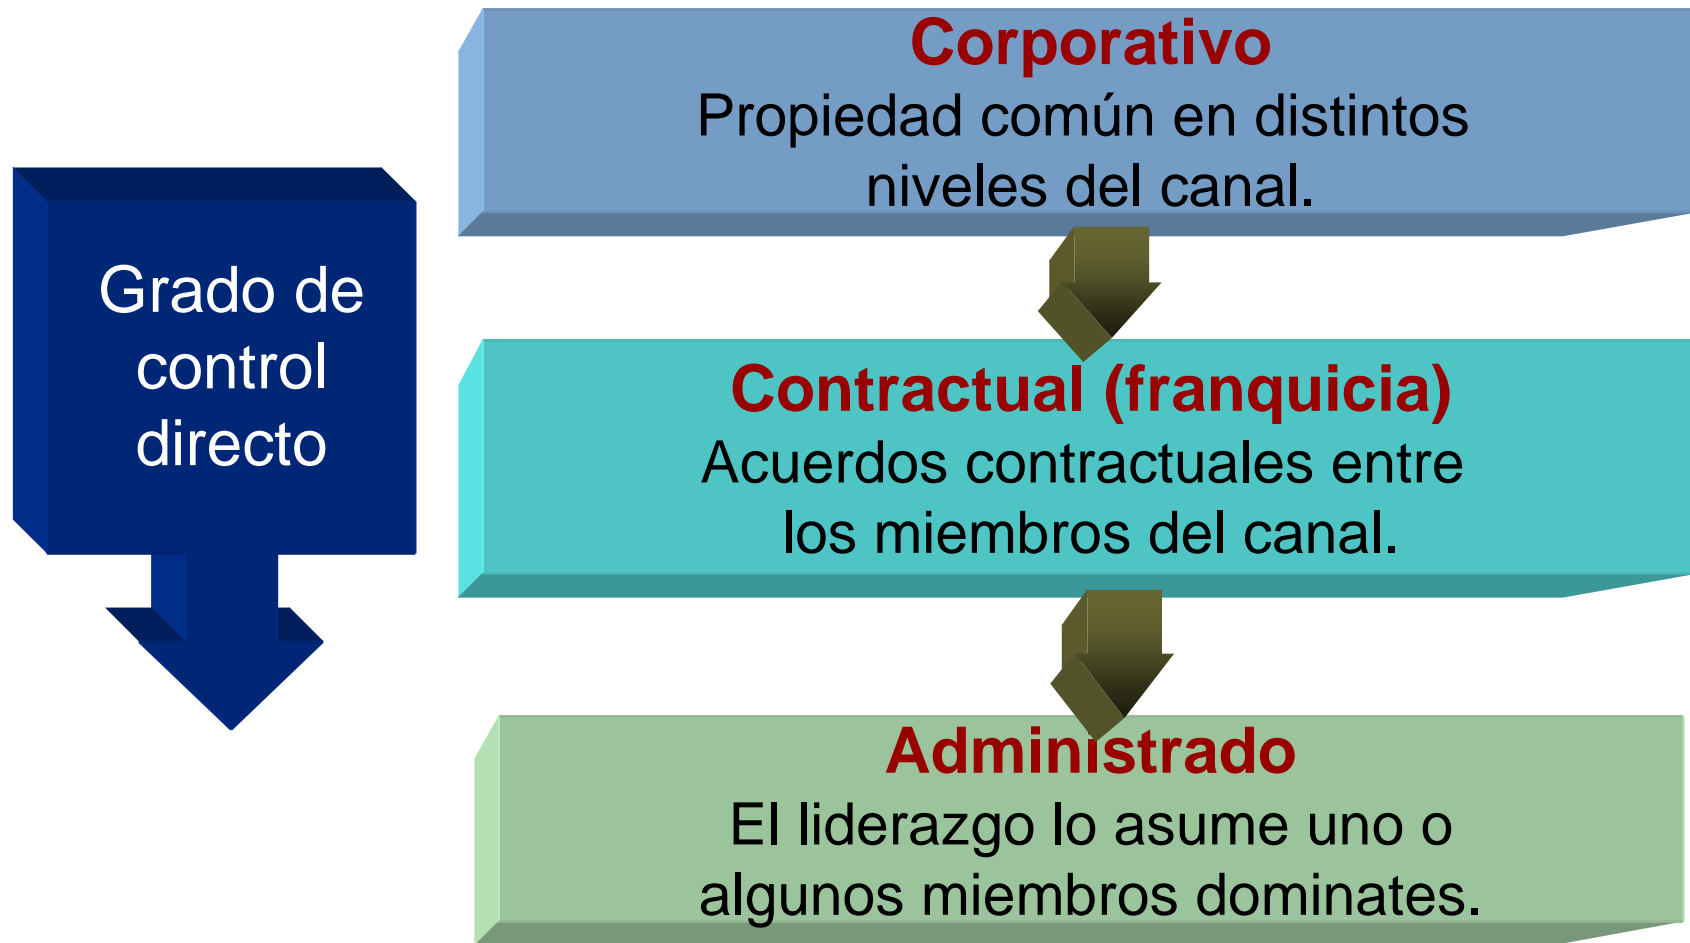 Grado de
control
directo
Corporativo
Propiedad común en distintos
niveles del canal.
Contractual (franquicia)
Acuerdos contractuales entre
los miembros del canal.
Administrado
El liderazgo lo asume uno o
algunos miembros dominates.